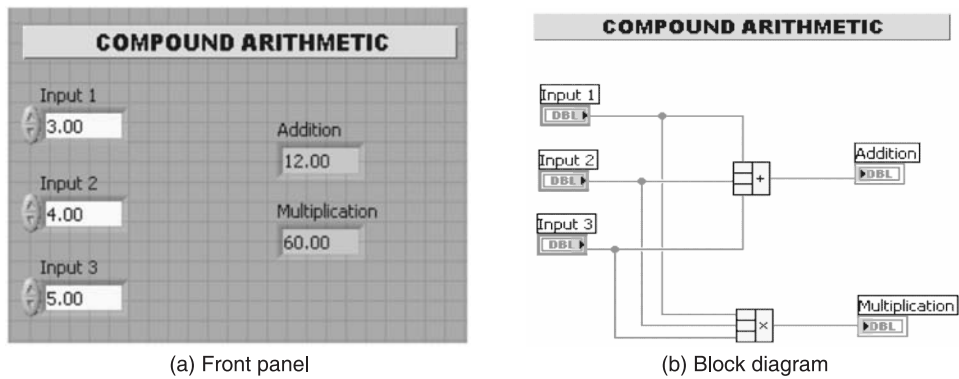 COMPOUND ARITHMETIC
Input 1
3.00
Input 2
4.00
Input 3
5.00
Addition
12.00
Multiplication
60.00
(a) Front panel
COMPOUND ARITHMETIC
Input 1
DBL
Input 2
DBL
Input 3
DBL
+
Addition
DBL
×
Multiplication
DBL
(b) Block diagram